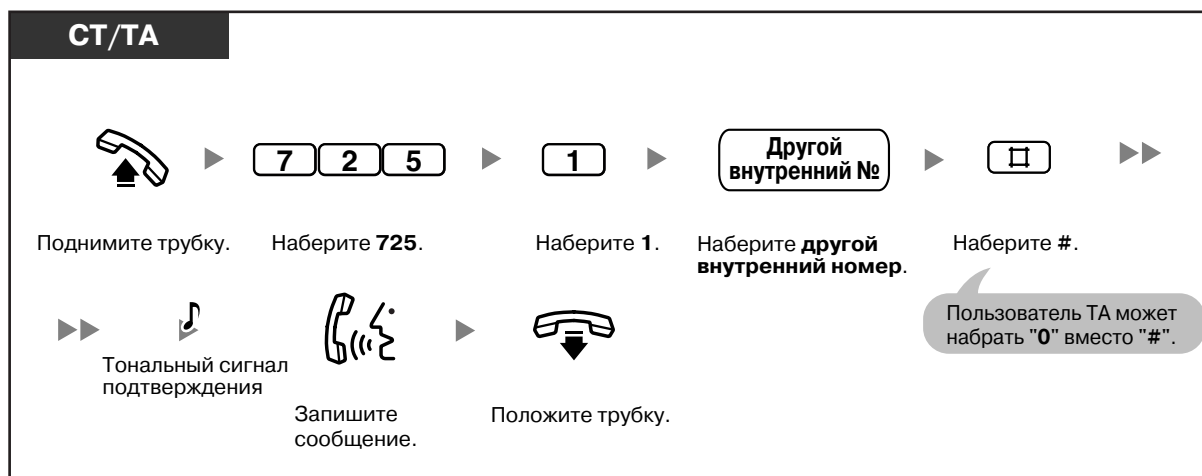 СТ/ТА
7 2 5
1
Другой
внутренний №
#
Поднимите трубку.
Наберите 725.
Наберите 1.
Наберите другой
внутренний номер.
Наберите #.
Пользователь ТА может
набрать "0" вместо "#".
Тональный сигнал
подтверждения
Запишите
сообщение.
Положите трубку.